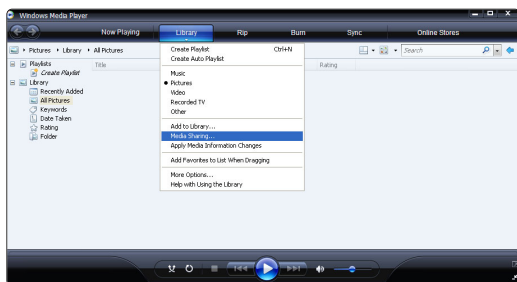 Windows Media Player
Now Playing
Library
Rip
Burn
Sync
Online Stores
Pictures
Library
All Pictures
Search
Playlists
Create Playlist
Library
Recently Added
All Pictures
Keywords
Date Taken
Rating
Folder
Title
Rating
Create Playlist Ctrl+N
Create Auto Playlist
Music
Pictures
Video
Recorded TV
Other
Add to Library...
Media Sharing...
Apply Media Information Changes
Add Favorites to List When Dragging
More Options...
Help with Using the Library